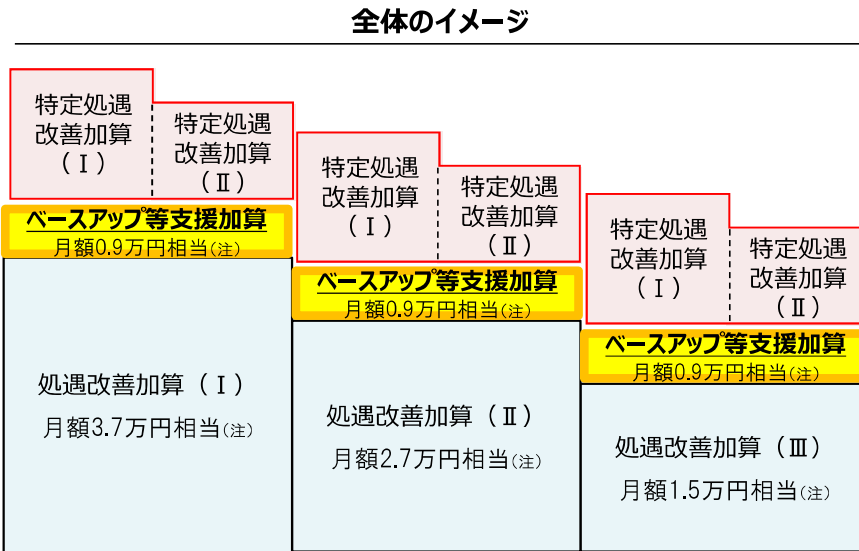 全体のイメージ
特定処遇
改善加算
(Ⅰ)
特定処遇
改善加算
(Ⅱ)
ベースアップ等支援加算
月額0.9万円相当(注)
処遇改善加算(Ⅰ)
月額3.7万円相当(注)
特定処遇
改善加算
(Ⅰ)
特定処遇
改善加算
(Ⅱ)
ベースアップ等支援加算
月額0.9万円相当(注)
処遇改善加算(Ⅱ)
月額2.7万円相当(注)
特定処遇
改善加算
(Ⅰ)
特定処遇
改善加算
(Ⅱ)
ベースアップ等支援加算
月額0.9万円相当(注)
処遇改善加算(Ⅲ)
月額1.5万円相当(注)